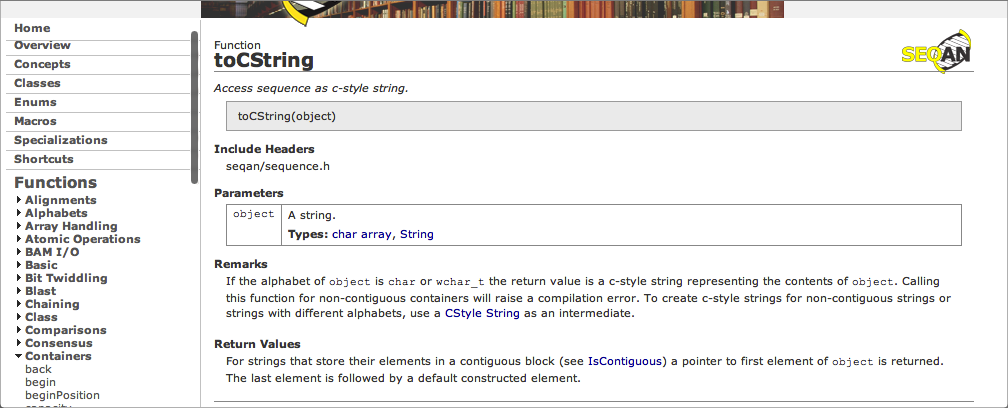 Home
Overview
Concepts
Classes
Enums
Macros
Specializations
Shortcuts
Functions
Alignments
Alphabets
Array Handling
Atomic Operations
BAM I/O
Basic
Bit Twiddling
Blast
Chaining
Class
Comparisons
Consensus
Containers
back
begin
beginPosition
capacity
Function
toCString
SEQAN
Access sequence as c-style string.
toCString(object)
Include Headers
seqan/sequence.h
Parameters
object
A string.
Types: char array, String
Remarks
If the alphabet of object is char or wchar_t the return value is a c-style string representing the contents of object. Calling
this function for non-contiguous containers will raise a compilation error. To create c-style strings for non-contiguous strings or
strings with different alphabets, use a CStyle String as an intermediate.
Return Values
For strings that store their elements in a contiguous block (see IsContiguous) a pointer to first element of object is returned.
The last element is followed by a default constructed element.